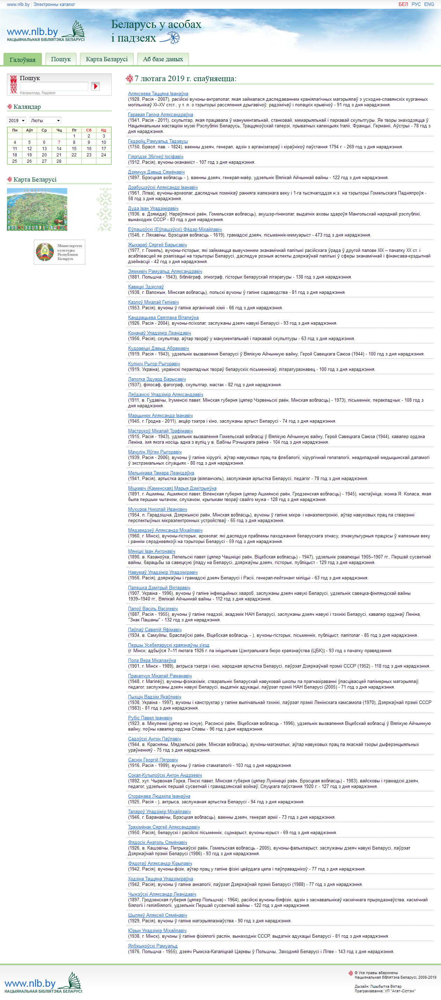 www.nlb.by | Электронны каталог
БЕЛ РУС ENG
www.nlb.by
НАЦЫЯНАЛЬНАЯ БІБЛІЯТЭКА БЕЛАРУСІ
Беларусь у асобах
і падзеях
Галоўная Пошук Карта Беларусі Аб базе даных
Пошук
Напрыклад, Радзівіл
Каляндар
2019 Люты
Пн Аўт Ср Чц Пт Сб Нд
1 2 3
4 5 6 7 8 9 10
11 12 13 14 15 16 17
18 19 20 21 22 23 24
25 26 27 28
Карта Беларусі
БЕЛАРУСЬ
Министерство
культуры
Республики
Беларусь
7 лютага 2019 г. спаўняецца:
Аляксеева Таццяна Іванаўна
(1928, Расія - 2007), расійскі вучоны-антраполаг, якая займалася даследаваннем краніялагічных матэрыялаў з усходне-славянскіх курганных
могільнікаў XI–XV стст., у т. л. з тэрыторыі рассялення дрыгавічоў, радзімічаў і полацкіх крывічоў - 91 год з дня нараджэння.
Гаравая Галіна Аляксандраўна
(1941, Расія - 2011), скульптар, якая працавала ў манументальнай, станковай, мемарыяльнай і паркавай скульптуры. Яе творы знаходзяцца ў
Нацыянальным мастацкім музеі Рэспублікі Беларусь, Траццякоўскай галерэі, прыватных калекцыях Італіі, Францыі, Германіі, Аўстрыі - 78 год з
дня нараджэння.
Гедройц Рамуальд Тадэвуш
(1750, Брасл. пав. - 1824), ваенны дзеяч, генерал, адзін з арганізатараў і кіраўнікоў паўстання 1794 г. - 269 год з дня нараджэння.
Гіяргідзе Збігнеў Іосіфавіч
(1912, Расія), вучоны-эканаміст - 107 год з дня нараджэння.
Дзямчук Давыд Сямёнавіч
(1897, Брэсцкая вобласць - ), ваенны дзеяч, генерал-маёр, удзельнік Вялікай Айчыннай вайны - 122 год з дня нараджэння.
Драбушэўскі Аляксандр Іванавіч
(1961, Літва), вучоны-археолаг, даследчык помнікаў ранняга жалезнага веку і 1-га тысячагоддзя н.э. на тэрыторыі Гомельскага Падняпроўя -
58 год з дня нараджэння.
Дуда Іван Уладзіміравіч
(1936, в. Дзямідаў, Нараўлянскі раён, Гомельская вобласць), акушэр-гінеколаг, выдатнік аховы здароўя Мангольскай народнай рэспублікі,
вынаходнік СССР - 83 год з дня нараджэння.
Еўлашоўскі (Еўлашэўскі) Фёдар Міхайлавіч
(1546, г. Ляхавічы, Брэсцкая вобласць - 1619), грамадскі дзеяч, пісьменнік-мемуарыст - 473 год з дня нараджэння.
Жыхараў Сяргей Барысавіч
(1977, г. Гомель), вучоны-гісторык, які займаецца вывучэннем эканамічнай палітыкі расійскага ўрада ў другой палове XIX – пачатку XX ст. і
асаблівасцей яе рэалізацыі на тэрыторыі Беларусі, даследуе розныя аспекты дзяржаўнай палітыкі ў сферы эканамічнай і фінансава-крэдытнай
дзейнасціі - 42 год з дня нараджэння.
Зямкевіч Рамуальд Аляксандравіч
(1881, Польшча - 1943), бібліёграф, этнограф, гісторык беларускай літаратуры - 138 год з дня нараджэння.
Кавецкі Здзіслаў
(1938, г. Валожын, Мінская вобласць), польскі вучоны ў галіне садаводства - 81 год з дня нараджэння.
Казлоў Мікалай Геліевіч
(1953, Расія), вучоны ў галіне арганічнай хіміі - 66 год з дня нараджэння.
Кандрацьева Святлана Віталеўна
(1926, Расія - 2004), вучоны-псіхолаг, заслужаны дзеяч навукі Беларусі - 93 год з дня нараджэння.
Конанаў Уладзімір Леанідавіч
(1956, Расія), скульптар, аўтар твораў у манументальнай і паркавай скульптуры - 63 год з дня нараджэння.
Кудравіцкі Давыд Абрамавіч
(1919, Расія - 1943), удзельнік вызвалення Беларусі ў Вялікую Айчынную вайну, Герой Савецкага Саюза (1944) - 100 год з дня нараджэння.
Кулініч Рыгор Рыгоравіч
(1919, Украіна), украінскі перакладчык твораў беларускіх пісьменнікаў, літаратуразнавец - 100 год з дня нараджэння.
Лапотка Эдуард Барысавіч
(1937), філосаф, фатограф, скульптар, мастак - 82 год з дня нараджэння.
Ляўданскі Уладзімір Аляксандравіч
(1911, в. Гудавічы, Ігуменскі павет, Мінская губерня (цяпер Чэрвеньскі раён, Мінская вобласць) - 1973), пісьменнік, перакладчык - 108 год з
дня нараджэння.
Марцынюк Аляксандр Іванавіч
(1945, г. Гродна - 2011), акцёр тэатра і кіно, заслужаны артыст Беларусі - 74 год з дня нараджэння.
Маструкоў Мікалай Трафімавіч
(1915, Расія - 1943), удзельнік вызвалення Гомельскай вобласці ў Вялікую Айчынную вайну, Герой Савецкага Саюза (1944), кавалер ордэна
Леніна, імя якога носіць адна з вуліц у в. Бабічы Рэчыцкага раёна - 104 год з дня нараджэння.
Мачулін Яўген Рыгоравіч
(1939, Расія - 2006), вучоны ў галіне хірургіі, аўтар навуковых прац па флебалогіі, хірургічнай гепаталогіі, неадкладнай медыцынскай дапамогі
ў экстрэмальных сітуацыях - 80 год з дня нараджэння.
Мельнікава Тамара Леанідаўна
(1941, Расія), артыстка аркестра (віяланчэль), заслужаная артыстка Беларусі, педагог - 78 год з дня нараджэння.
Міцкевіч (Каменская) Марыя Дзмітрыеўна
(1891, г. Ашмяны, Ашмянскі павет, Віленская губерня (цяпер Ашмянскі раён, Гродзенская вобласць) - 1945), настаўніца, жонка Я. Коласа, якая
была першым чытачом, слухачом, крытыкам твораў свайго мужа - 128 год з дня нараджэння.
Мухуров Николай Иванович
(1954, п. Гарадзішча, Дзяржынскі раён, Мінская вобласць), вучоны ў галіне мікра- і нанаэлектронікі, аўтар навуковых прац па стварэнні
перспектыўных мікраэлектронных устройстваў - 65 год з дня нараджэння.
Мядзведзеў Аляксандр Міхайлавіч
(1960, г. Мінск), вучоны-гісторык, археолаг, які даследуе праблемы паходжання беларускага этнасу, этнакультурныя працэсы ў жалезным веку
і раннім сярэдневякоўі на тэрыторыі Беларусі - 59 год з дня нараджэння.
Мяніцкі Іван Антонавіч
(1890, в. Казаноўка, Лепельскі павет (цяпер Чашніцкі раён, Віцебская вобласць) - 1947), удзельнік рэвалюцыі 1905–1907 гг., Першай сусветнай
вайны, барацьбы за савецкую ўладу на Беларусі, дзяржаўны дзеяч, гісторык, публіцыст - 129 год з дня нараджэння.
Навумаў Уладзімір Уладзіміравіч
(1956, Расія), дзяржаўны і грамадскі дзеяч Беларусі і Расіі, генерал-лейтэнант міліцыі - 63 год з дня нараджэння.
Палешка Дзмітрый Віктаравіч
(1907, Украіна - 1996), вучоны ў галіне інфекцыйных хвароб, заслужаны дзеяч навукі Беларусі, удзельнік савецка-фінляндскай вайны
1939–1940 гг., Вялікай Айчыннай вайны - 112 год з дня нараджэння.
Папоў Васіль Васілевіч
(1887, Расія - 1955), вучоны ў галіне геадэзіі, акадэмік НАН Беларусі, заслужаны дзеяч навукі і тэхнікі Беларусі, кавалер ордэнаў Леніна,
"Знак Пашаны" - 132 год з дня нараджэння.
Паўлаў Савелій Яфімавіч
(1934, в. Самуйлы, Браслаўскі раён, Віцебская вобласць - ), вучоны-гісторык, пісьменнік, публіцыст, палітолаг - 85 год з дня нараджэння.
Першы Усебеларускі краязнаўчы з'езд
(г. Мінск; адбыўся 7–11 лютага 1926 г. па ініцыятыве Цэнтральнага бюро краязнаўства (ЦБК)) - 93 год з пачатку правядзення.
Пола Вера Мікалаеўна
(1901, г. Мінск - 1989), актрыса тэатра і кіно, народная артыстка Беларусі, лаўрэат Дзяржаўнай прэміі СССР (1952) - 118 год з дня нараджэння.
Пракапчук Мікалай Раманавіч
(1948, г. Магілёў), вучоны-фізікахімік, стваральнік беларускай навуковай школы па прагназіраванні ўласцівасцей палімерных матэрыялаў,
педагог, заслужаны дзеяч навукі Беларусі, выдатнік адукацыі, лаўрэат прэміі НАН Беларусі (2005) - 71 год з дня нараджэння.
Пыхцін Вадзім Якаўлевіч
(1938, Украіна - 1997), вучоны і канструктар у галіне вылічальнай тэхнікі, лаўрэат прэміі Ленінскага камсамола (1970), Дзяржаўнай прэміі СССР
(1983) - 81 год з дня нараджэння.
Рубіс Павел Іванавіч
(1923, в. Мікуленкі (цяпер не існуе), Расонскі раён, Віцебская вобласць - 1996), удзельнік вызвалення Віцебскай вобласці ў Вялікую Айчынную
вайну, поўны кавалер ордэна Славы - 96 год з дня нараджэння.
Садоўскі Антон Паўлавіч
(1944, в. Красняны, Мядзельскі раён, Мінская вобласць), вучоны-матэматык, аўтар навуковых прац па якаснай тэорыі дыферэнцыяльных
ураўненняў - 75 год з дня нараджэння.
Саснін Георгій Пятровіч
(1916, Расія - 1999), вучоны ў галіне стаматалогіі - 103 год з дня нараджэння.
Сокал-Кутылоўскі Антон Андрэевіч
(1892, хут. Чырвоная Горка, Пінскі павет, Мінская губерня (цяпер Лунінецкі раён, Брэсцкая вобласць) - 1983), вайсковы і грамадскі дзеяч,
педагог, удзельнік першай сусветнай і грамадзянскай войнаў, Слуцкага паўстання 1920 г. - 127 год з дня нараджэння.
Сторажава Людміла Іванаўна
(1925, Расія - ), актрыса, заслужаная артыстка Беларусі - 94 год з дня нараджэння.
Тапароў Уладзімір Міхайлавіч
(1946, г. Баранавічы, Брэсцкая вобласць), ваенны дзеяч, генерал арміі - 73 год з дня нараджэння.
Трахімёнак Сяргей Аляксандравіч
(1950, Расія), беларускі і расійскі пісьменнік, сцэнарыст, вучоны-юрыст - 69 год з дня нараджэння.
Фядосік Анатоль Сямёнавіч
(1926, в. Кашэвічы, Петрыкаўскі раён, Гомельская вобласць - 2005), вучоны-фалькларыст, заслужаны дзеяч навукі Беларусі, лаўрэат
Дзяржаўнай прэміі Беларусі (1986) - 93 год з дня нараджэння.
Фядотаў Аляксандр Кірылавіч
(1942, Расія), вучоны-фізік, аўтар прац у галіне фізікі цвёрдага цела і паўправаднікоў - 77 год з дня нараджэння.
Ходзіна Таццяна Уладзіміраўна
(1942, Расія), вучоны ў галіне анкалогіі, лаўрэат Дзяржаўнай прэміі Беларусі (1988) - 77 год з дня нараджэння.
Чыжэўскі Аляксандр Леанідавіч
(1897, Гродзенская губерня (цяпер Польшча) - 1964), расійскі вучоны-біяфізік, адзін з заснавальнікаў касмічнага прыродазнаўства, касмічнай
біялогіі і геліябіялогіі, удзельнік Першай сусветнай вайны - 122 год з дня нараджэння.
Шыляеў Аляксей Сямёнавіч
(1929, Расія), вучоны ў галіне матэрыялазнаўства - 90 год з дня нараджэння.
Юрын Уладзімір Міхайлавіч
(1938, г. Мінск), вучоны ў галіне фізіялогіі раслін, вынаходнік СССР, выдатнік адукацыі Беларусі - 81 год з дня нараджэння.
Ялбжыкоўскі Рамуальд
(1876, Польшча - 1955), дзеяч Рымска-Каталіцкай Царквы ў Польшчы, Заходняй Беларусі і Літве - 143 год з дня нараджэння.
www.nlb.by
НАЦЫЯНАЛЬНАЯ БІБЛІЯТЭКА БЕЛАРУСІ
© Усе правы абаронены
Нацыянальная бібліятэка Беларусі, 2009-2019
Дызайн: Пшыбытка Віктар
Праграмаванне: УП "Агат-Сістэм"